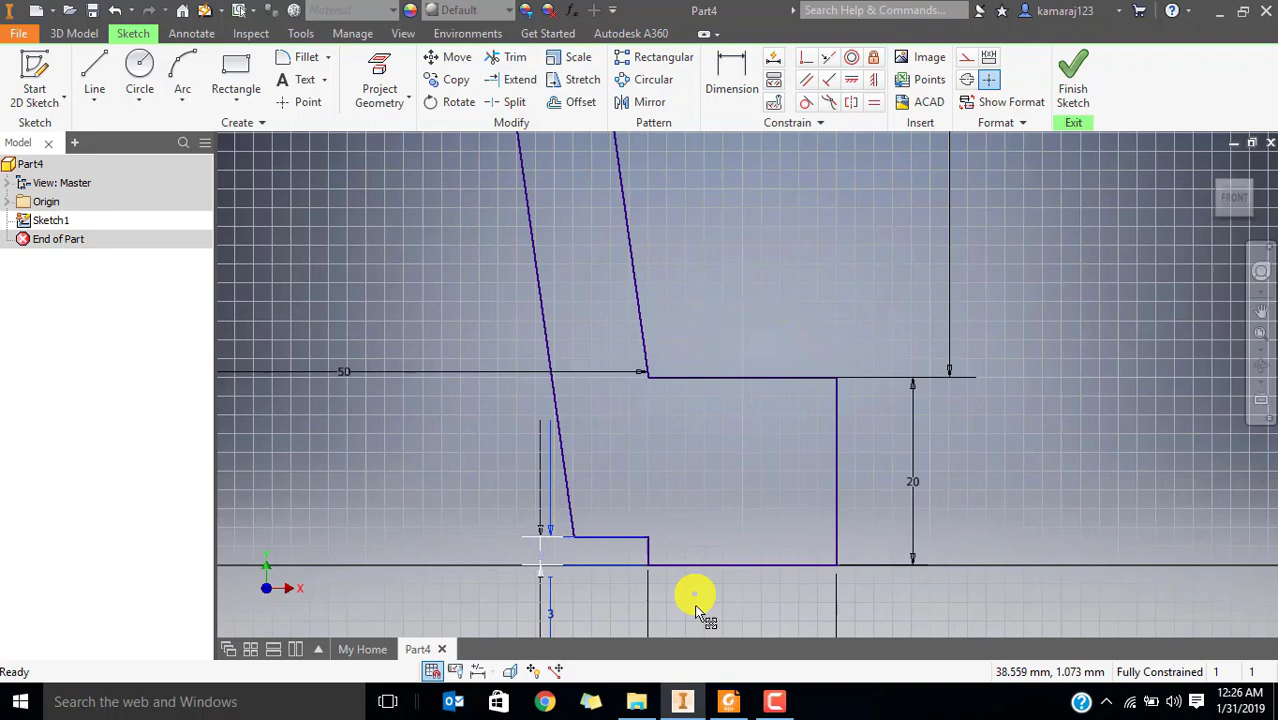 Material
Default
Part4
Search Help & Commands...
kamaraj123
File 3D Model Sketch Annotate Inspect Tools Manage View Environments Get Started Autodesk A360
Start
2D Sketch
Line
Circle
Arc
Rectangle
Fillet
Text
Point
Project
Geometry
Move
Copy
Rotate
Trim
Extend
Split
Scale
Stretch
Offset
Rectangular
Circular
Mirror
Dimension
Image
Points
ACAD
Show Format
Finish
Sketch
Sketch Create Modify Pattern Constrain Insert Format Exit
Model
Part4
View: Master
Origin
Sketch1
End of Part
FRONT
50
20
3
Y
X
My Home Part4
Ready 38.559 mm, 1.073 mm Fully Constrained 1 1
Search the web and Windows
12:26 AM
1/31/2019